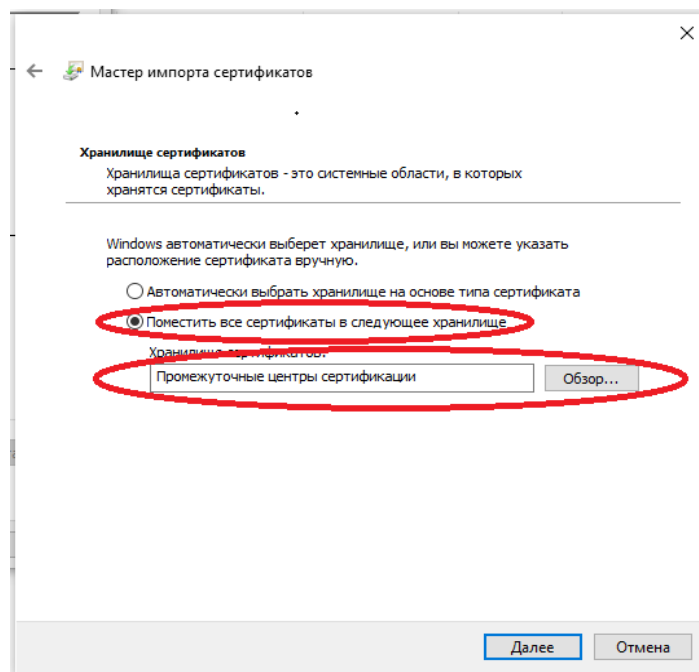 Мастер импорта сертификатов
Хранилище сертификатов
Хранилища сертификатов - это системные области, в которых
хранятся сертификаты.
Windows автоматически выберет хранилище, или вы можете указать
расположение сертификата вручную.
Автоматически выбрать хранилище на основе типа сертификата
Поместить все сертификаты в следующее хранилище
Хранилище сертификатов:
Промежуточные центры сертификации
Обзор...
Далее
Отмена